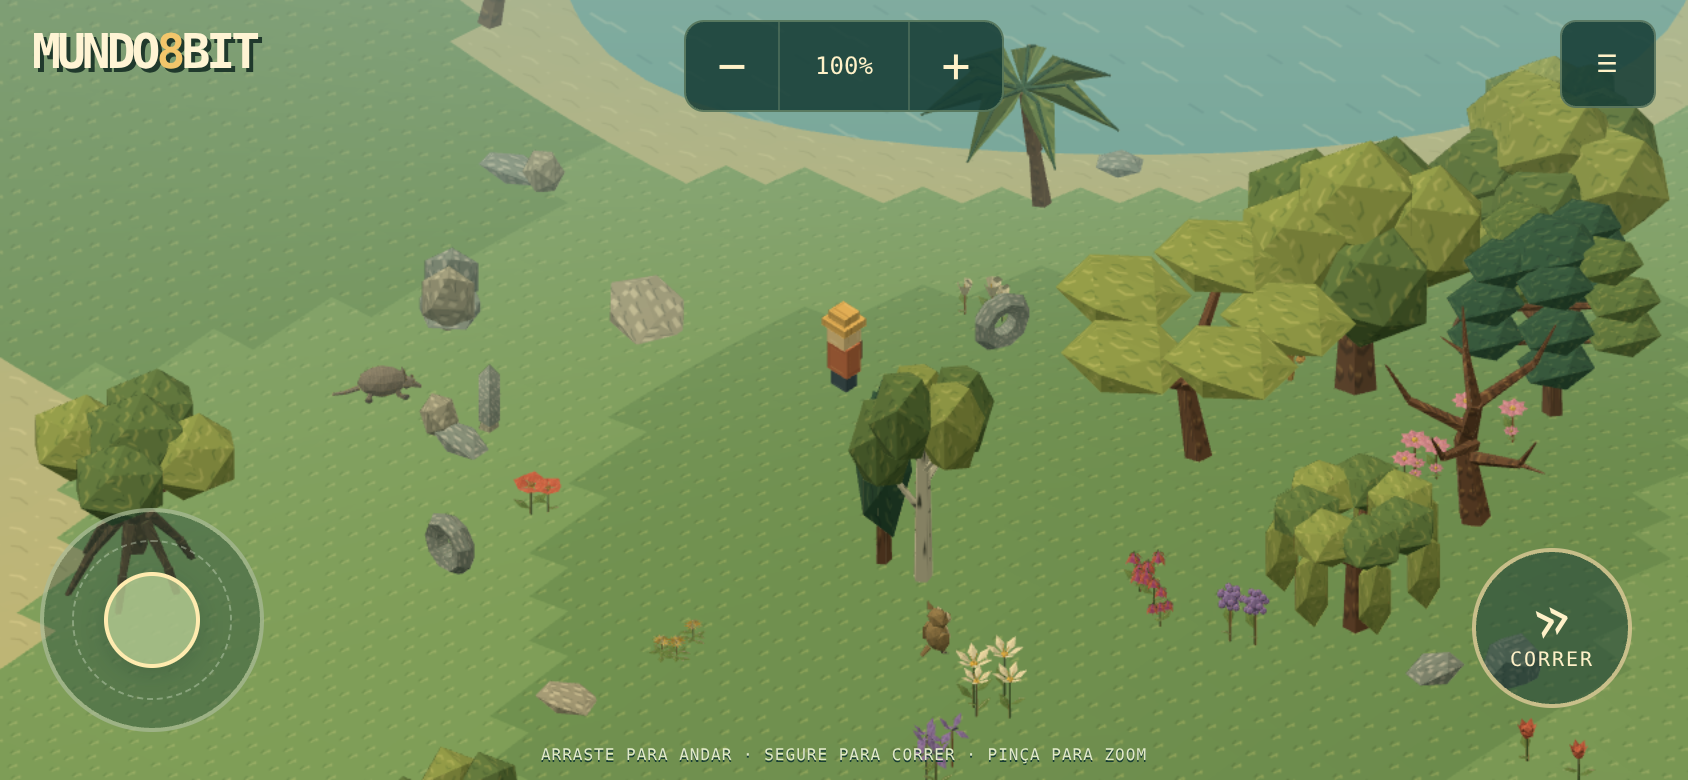 MUNDO8BIT
− 100% +
☰
»
CORRER
ARRASTE PARA ANDAR · SEGURE PARA CORRER · PINÇA PARA ZOOM